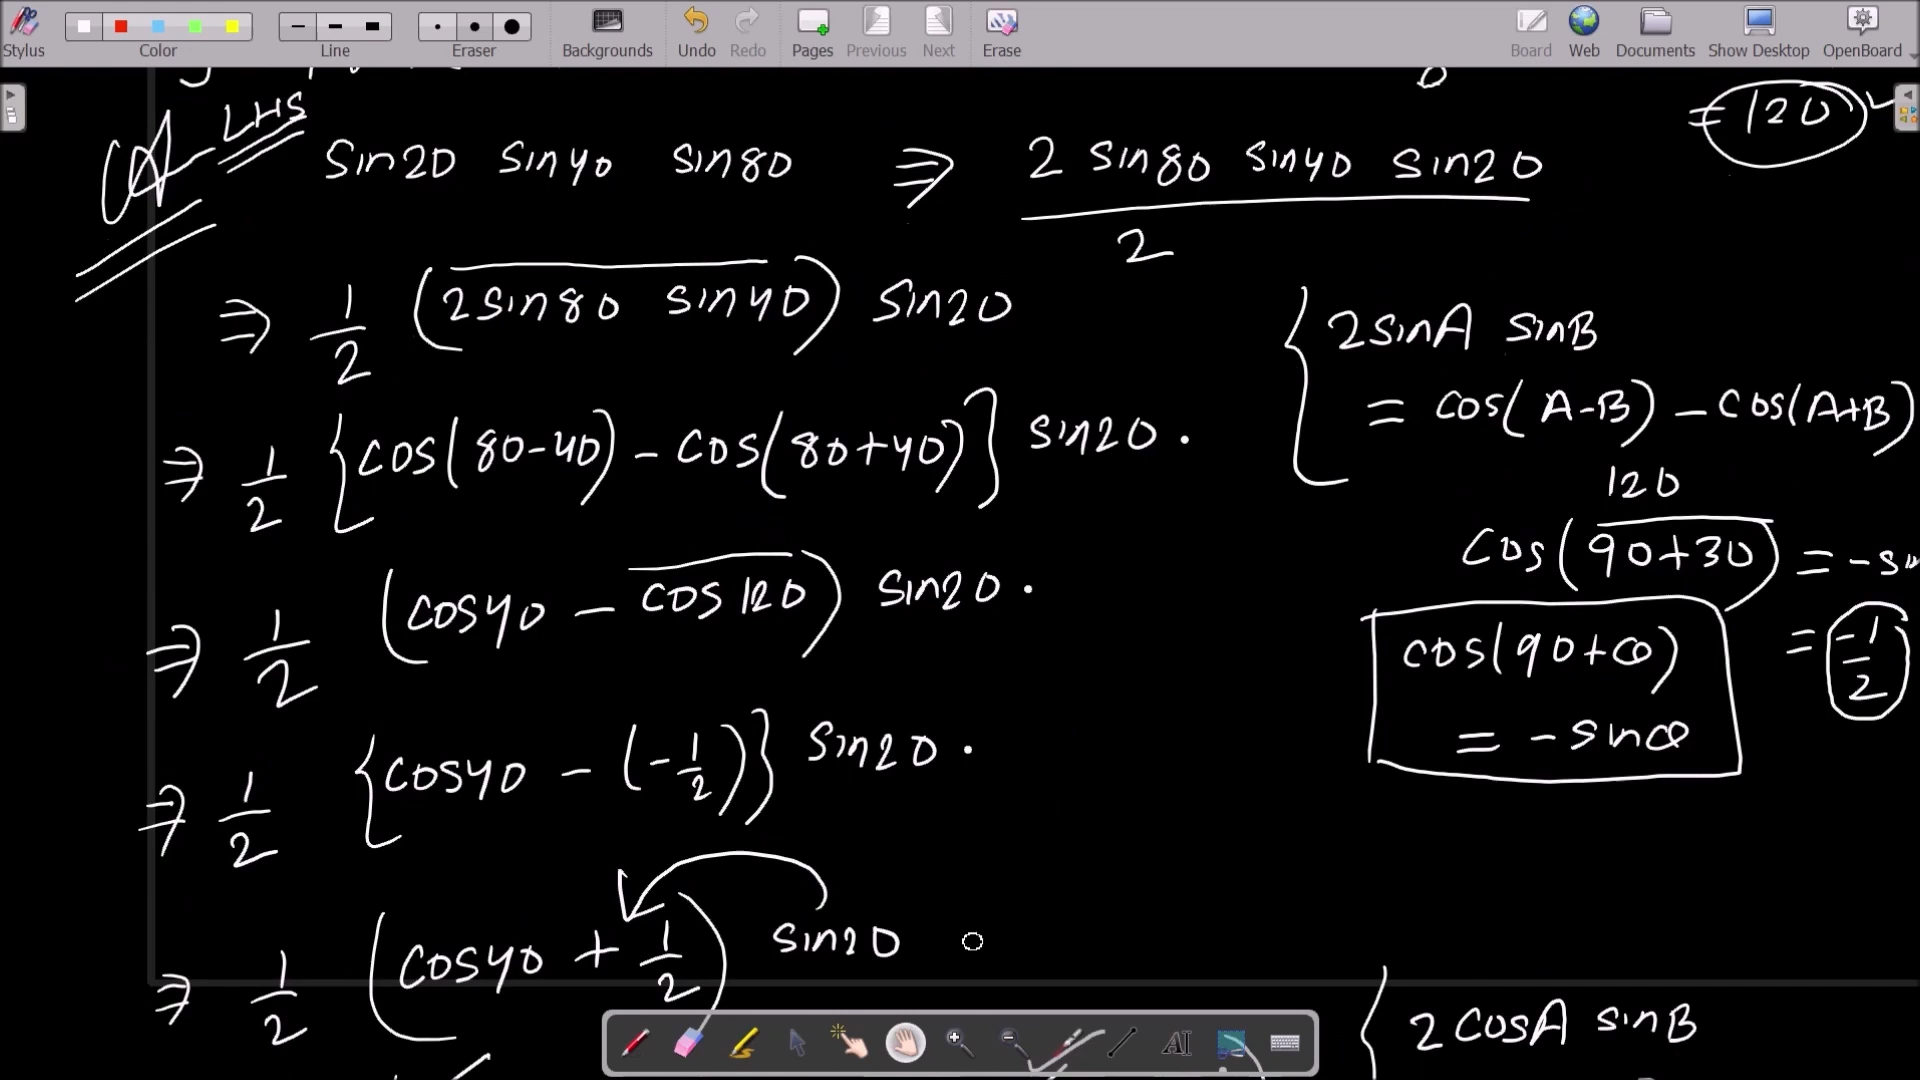 Stylus Color Line Eraser Backgrounds Undo Redo Pages Previous Next Erase Board Web Documents Show Desktop OpenBoard
= 120
LHS
sin20 sin40 sin80 ⇒ 2 sin80 sin40 sin20
2
⇒ 1/2 (2sin80 sin40) sin20
{ 2sinA sinB
= cos(A-B) - cos(A+B)
⇒ 1/2 {cos(80-40) - cos(80+40)} sin20 .
120
cos(90+30) = - sin
⇒ 1/2 (cos40 - cos120) sin20 .
cos(90+θ)
= -sinθ
= -1/2
⇒ 1/2 {cos40 - (-1/2)} sin20 .
⇒ 1/2 (cos40 + 1/2) sin20
{ 2cosA sinB
AI